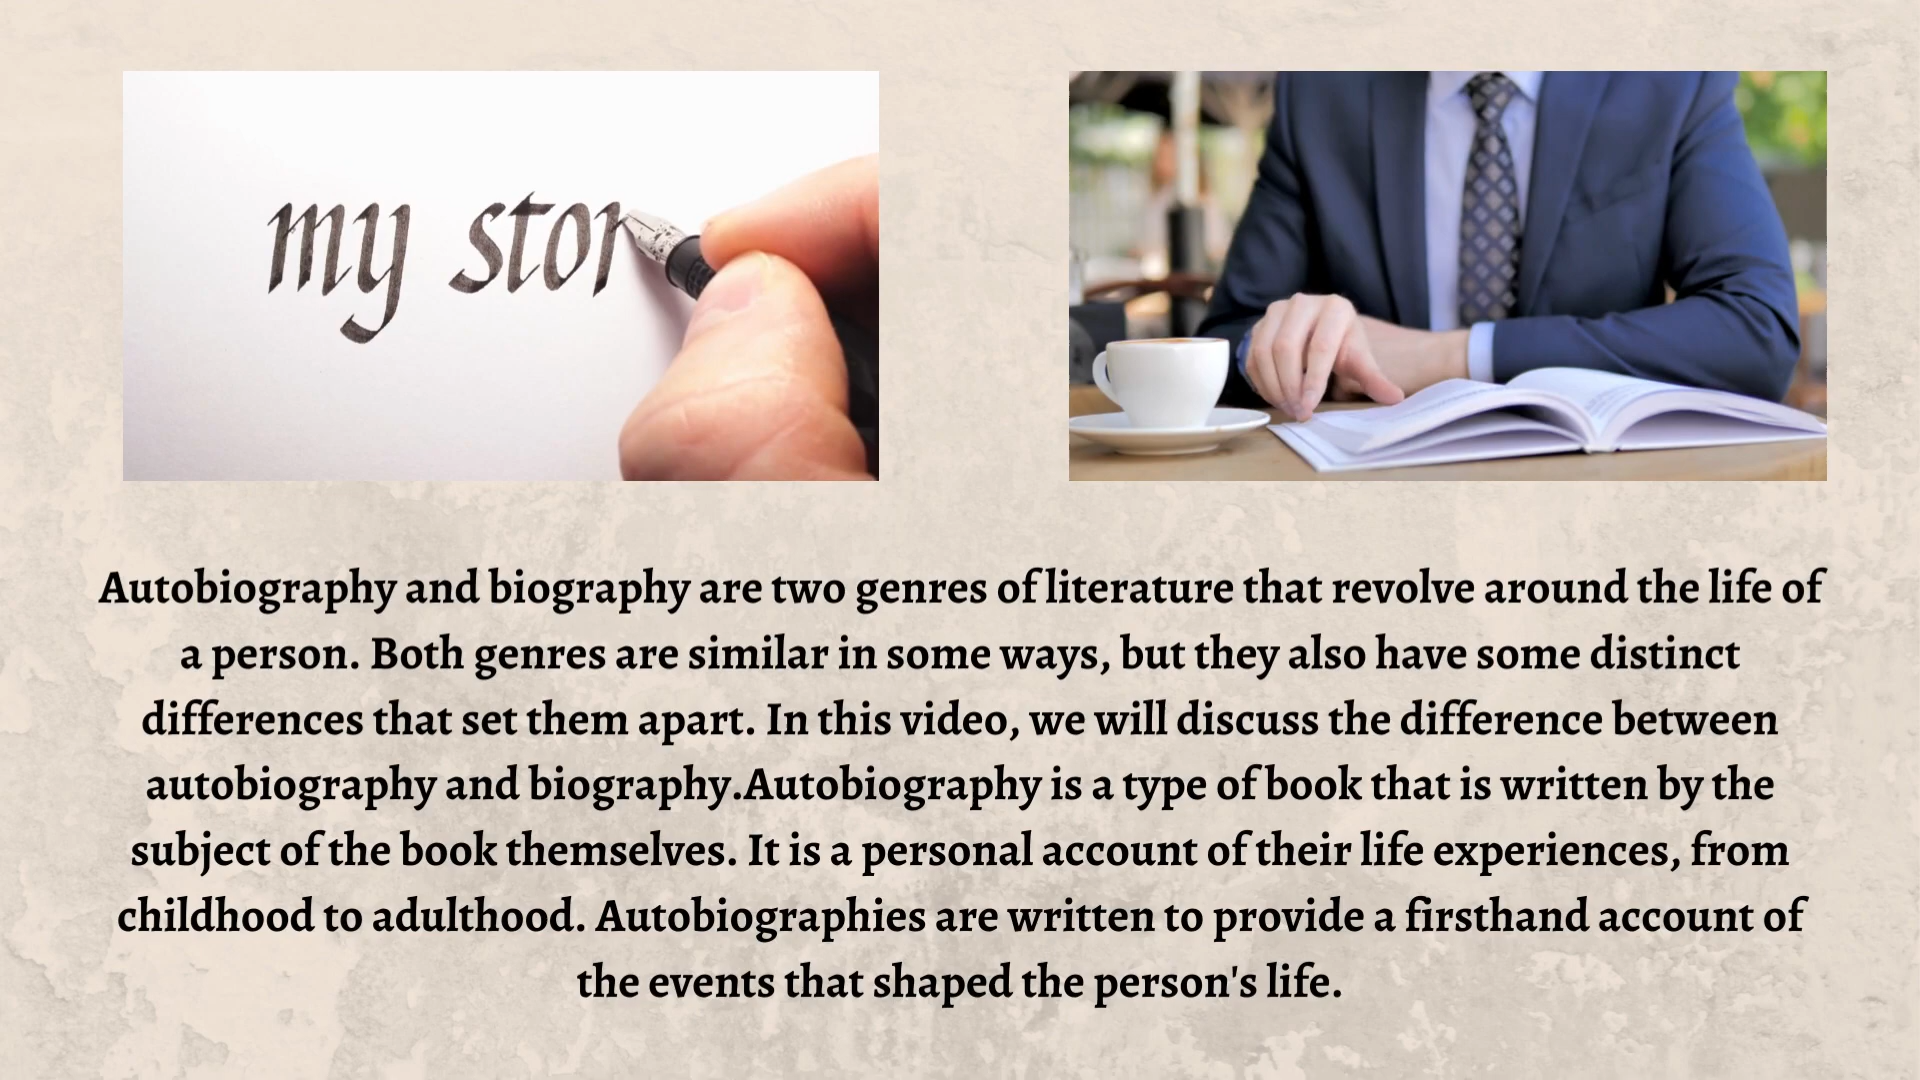 my stor
Autobiography and biography are two genres of literature that revolve around the life of
a person. Both genres are similar in some ways, but they also have some distinct
differences that set them apart. In this video, we will discuss the difference between
autobiography and biography.Autobiography is a type of book that is written by the
subject of the book themselves. It is a personal account of their life experiences, from
childhood to adulthood. Autobiographies are written to provide a firsthand account of
the events that shaped the person's life.